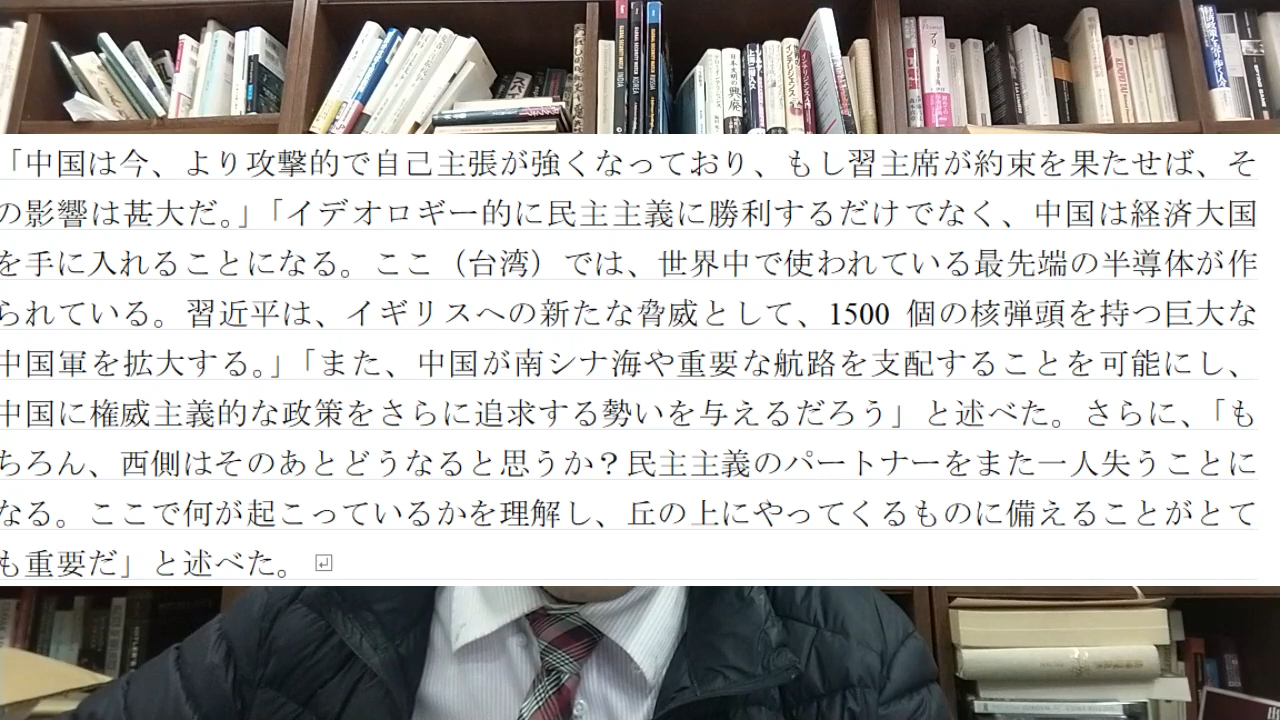 GLOBAL SECURITY WATCH INDIA
GLOBAL SECURITY WATCH KOREA
GLOBAL SECURITY WATCH RUSSIA
「中国は今、より攻撃的で自己主張が強くなっており、もし習主席が約束を果たせば、そ
の影響は甚大だ。」「イデオロギー的に民主主義に勝利するだけでなく、中国は経済大国
を手に入れることになる。ここ（台湾）では、世界中で使われている最先端の半導体が作
られている。習近平は、イギリスへの新たな脅威として、1500 個の核弾頭を持つ巨大な
中国軍を拡大する。」「また、中国が南シナ海や重要な航路を支配することを可能にし、
中国に権威主義的な政策をさらに追求する勢いを与えるだろう」と述べた。さらに、「も
ちろん、西側はそのあとどうなると思うか？民主主義のパートナーをまた一人失うことに
なる。ここで何が起こっているかを理解し、丘の上にやってくるものに備えることがとて
も重要だ」と述べた。